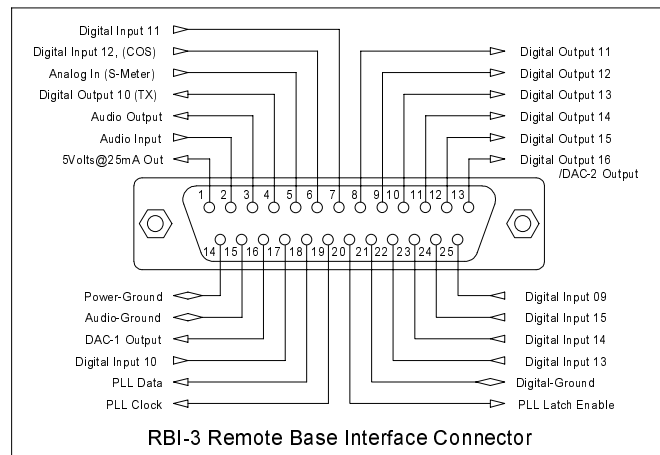 Digital Input 11
Digital Input 12, (COS)
Analog In (S-Meter)
Digital Output 10 (TX)
Audio Output
Audio Input
5Volts@25mA Out
Digital Output 11
Digital Output 12
Digital Output 13
Digital Output 14
Digital Output 15
Digital Output 16
/DAC-2 Output
1 2 3 4 5 6 7 8 9 10 11 12 13
14 15 16 17 18 19 20 21 22 23 24 25
Power-Ground
Audio-Ground
DAC-1 Output
Digital Input 10
PLL Data
PLL Clock
Digital Input 09
Digital Input 15
Digital Input 14
Digital Input 13
Digital-Ground
PLL Latch Enable
RBI-3 Remote Base Interface Connector